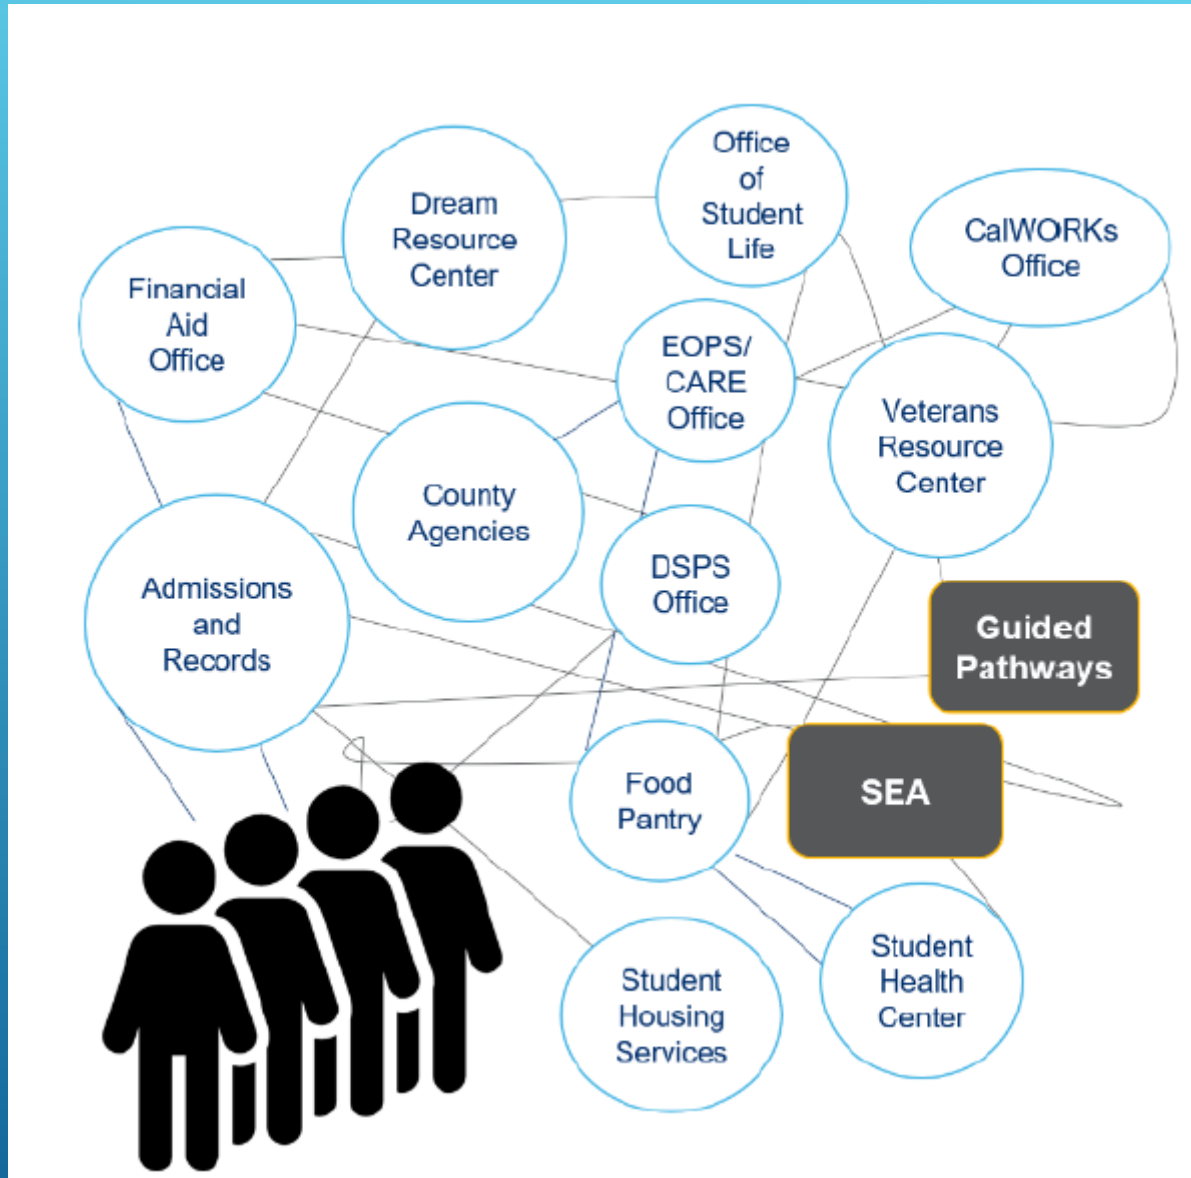 Office
of
Student
Life
Dream
Resource
Center
CalWORKs
Office
Financial
Aid
Office
EOPS/
CARE
Office
Veterans
Resource
Center
County
Agencies
DSPS
Office
Admissions
and
Records
Guided
Pathways
Food
Pantry
SEA
Student
Health
Center
Student
Housing
Services